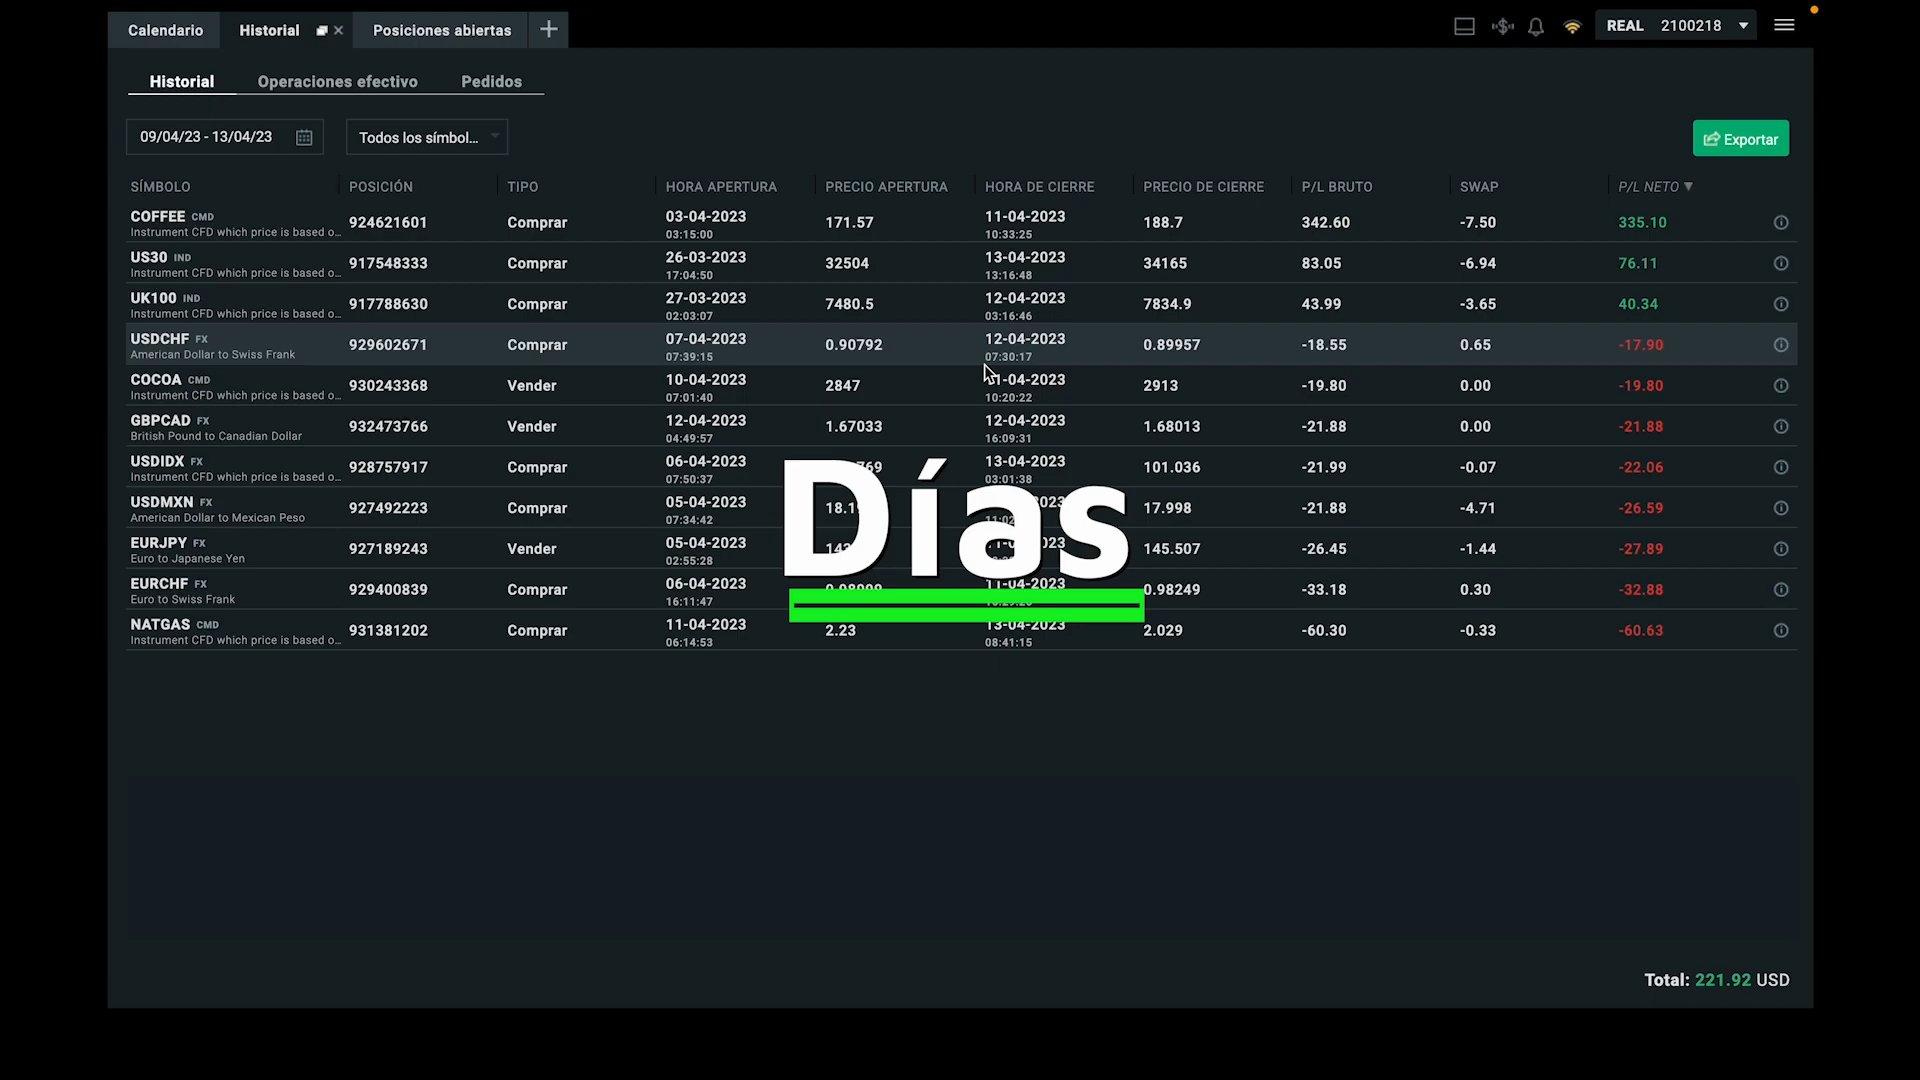 Calendario Historial Posiciones abiertas REAL 2100218
Historial Operaciones efectivo Pedidos
09/04/23 - 13/04/23 Todos los símbol... Exportar
SÍMBOLO POSICIÓN TIPO HORA APERTURA PRECIO APERTURA HORA DE CIERRE PRECIO DE CIERRE P/L BRUTO SWAP P/L NETO
COFFEE CMD 924621601 Comprar 03-04-2023 171.57 11-04-2023 188.7 342.60 -7.50 335.10
Instrument CFD which price is based o... 03:15:00 10:33:25
US30 IND 917548333 Comprar 26-03-2023 32504 13-04-2023 34165 83.05 -6.94 76.11
Instrument CFD which price is based o... 17:04:50 13:16:48
UK100 IND 917788630 Comprar 27-03-2023 7480.5 12-04-2023 7834.9 43.99 -3.65 40.34
Instrument CFD which price is based o... 02:03:07 03:16:46
USDCHF FX 929602671 Comprar 07-04-2023 0.90792 12-04-2023 0.89957 -18.55 0.65 -17.90
American Dollar to Swiss Frank 07:39:15 07:30:17
COCOA CMD 930243368 Vender 10-04-2023 2847 11-04-2023 2913 -19.80 0.00 -19.80
Instrument CFD which price is based o... 07:01:40 10:20:22
GBPCAD FX 932473766 Vender 12-04-2023 1.67033 12-04-2023 1.68013 -21.88 0.00 -21.88
British Pound to Canadian Dollar 04:49:57 16:09:31
USDIDX FX 928757917 Comprar 06-04-2023 13-04-2023 101.036 -21.99 -0.07 -22.06
Instrument CFD which price is based o... 07:50:37 03:01:38
Días
USDMXN FX 927492223 Comprar 05-04-2023 17.998 -21.88 -4.71 -26.59
American Dollar to Mexican Peso 07:34:42
EURJPY FX 927189243 Vender 05-04-2023 145.507 -26.45 -1.44 -27.89
Euro to Japanese Yen 02:55:28
EURCHF FX 929400839 Comprar 06-04-2023 11-04-2023 0.98249 -33.18 0.30 -32.88
Euro to Swiss Frank 16:11:47
NATGAS CMD 931381202 Comprar 11-04-2023 2.23 13-04-2023 2.029 -60.30 -0.33 -60.63
Instrument CFD which price is based o... 06:14:53 08:41:15
Total: 221.92 USD